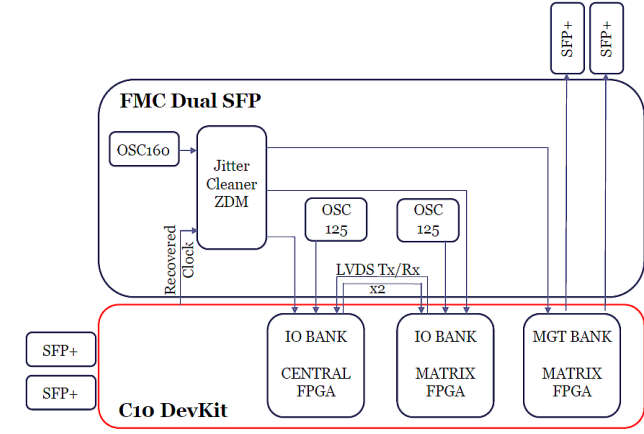 SFP+
SFP+
FMC Dual SFP
OSC160
Jitter
Cleaner
ZDM
OSC
125
OSC
125
Recovered
Clock
LVDS Tx/Rx
x2
IO BANK
CENTRAL
FPGA
IO BANK
MATRIX
FPGA
MGT BANK
MATRIX
FPGA
SFP+
SFP+
C10 DevKit